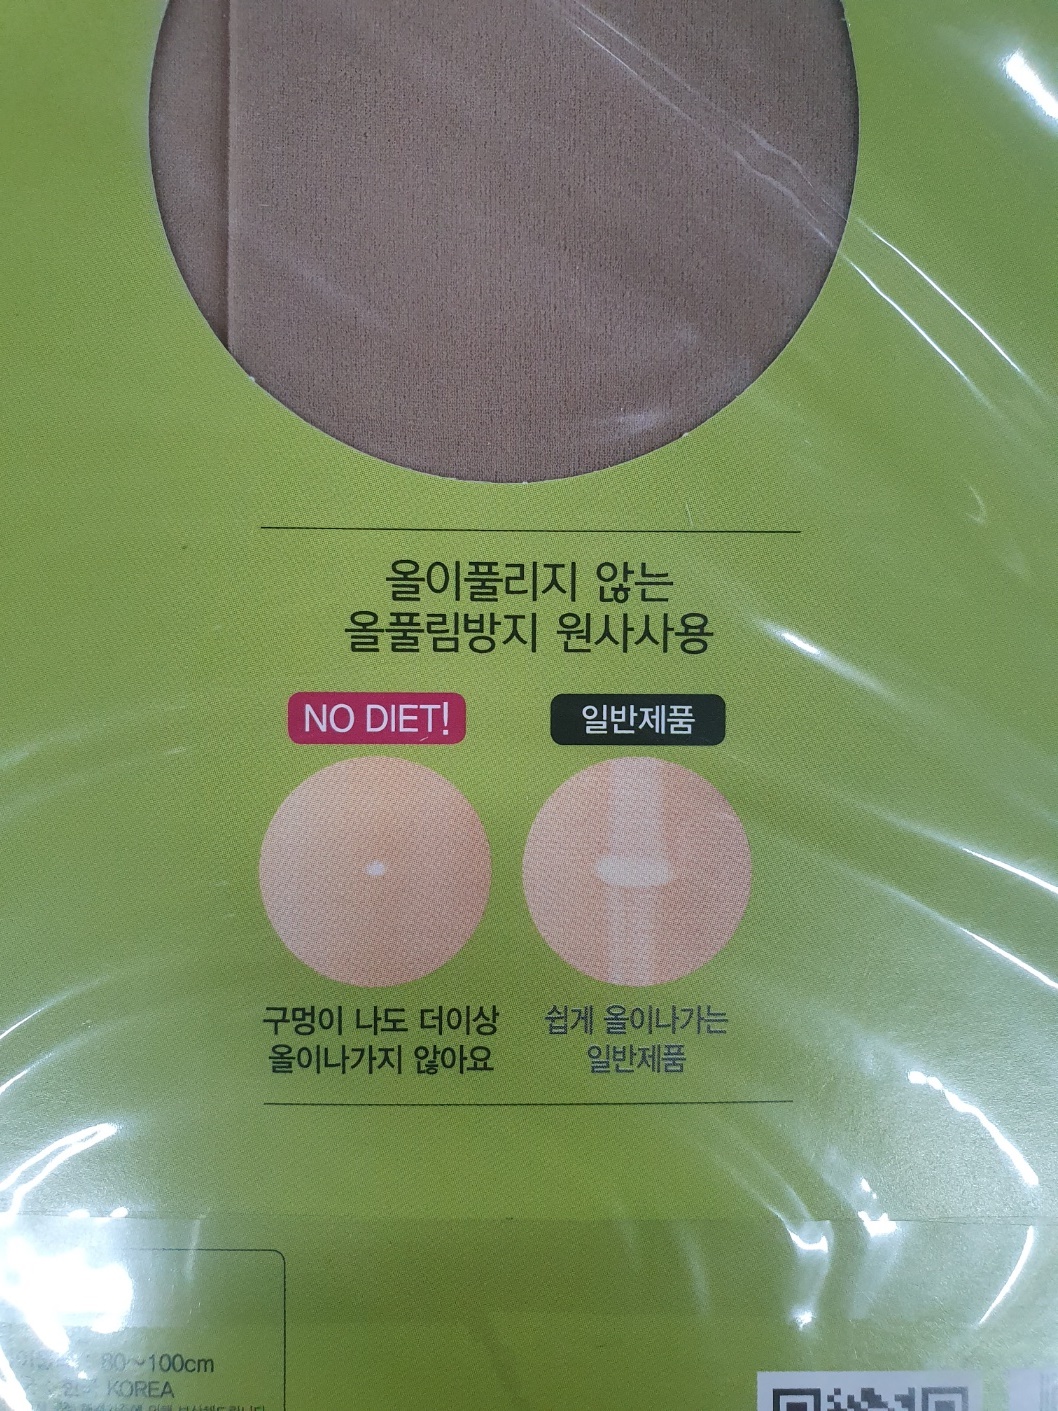 올이풀리지 않는
올풀림방지 원사사용
NO DIET!
일반제품
구멍이 나도 더이상
올이나가지 않아요
쉽게 올이나가는
일반제품
80~100cm
KOREA